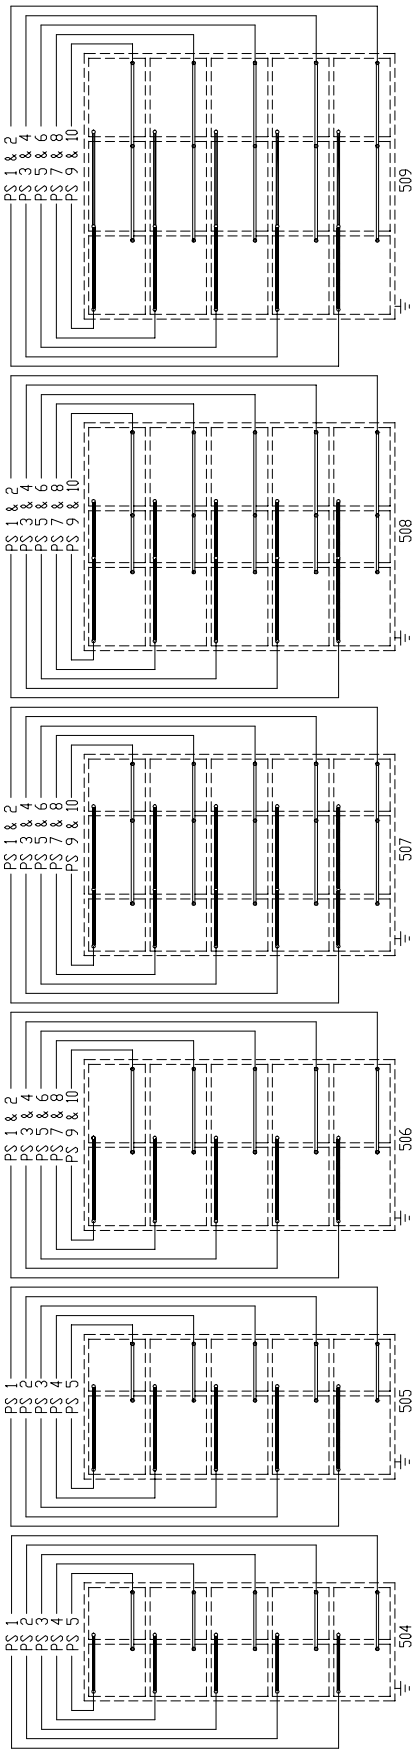 PS 1 & 2
PS 3 & 4
PS 5 & 6
PS 7 & 8
PS 9 & 10
509
PS 1 & 2
PS 3 & 4
PS 5 & 6
PS 7 & 8
PS 9 & 10
508
PS 1 & 2
PS 3 & 4
PS 5 & 6
PS 7 & 8
PS 9 & 10
507
PS 1 & 2
PS 3 & 4
PS 5 & 6
PS 7 & 8
PS 9 & 10
506
PS 1
PS 2
PS 3
PS 4
PS 5
505
PS 1
PS 2
PS 3
PS 4
PS 5
504